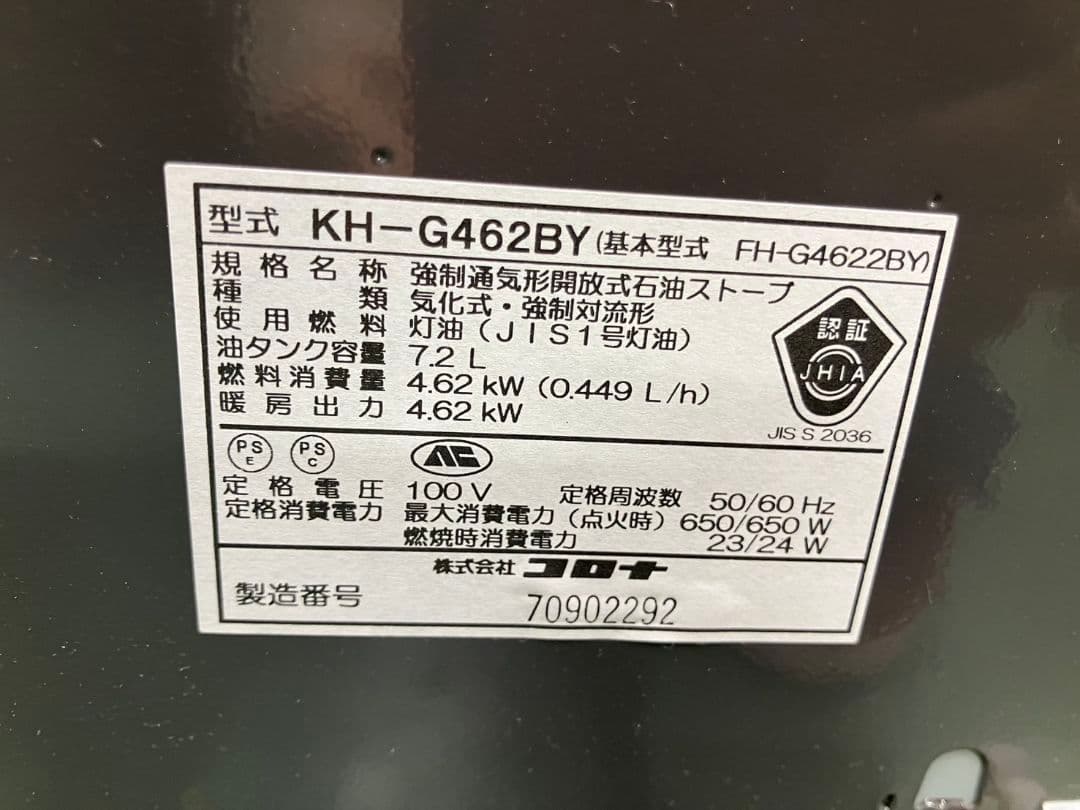 型式 KH-G462BY(基本型式 FH-G4622BY)
規格名称 強制通気形開放式石油ストーブ
種類 気化式・強制対流形
使用燃料 灯油(JIS1号灯油)
油タンク容量 7.2 L
燃料消費量 4.62 kW (0.449 L/h)
暖房出力 4.62 kW
認証
JHIA
JIS S 2036
PS E
PS C
定格電圧 100 V 定格周波数 50/60 Hz
定格消費電力 最大消費電力(点火時) 650/650 W
燃焼時消費電力 23/24 W
株式会社 コロナ
製造番号 70902292